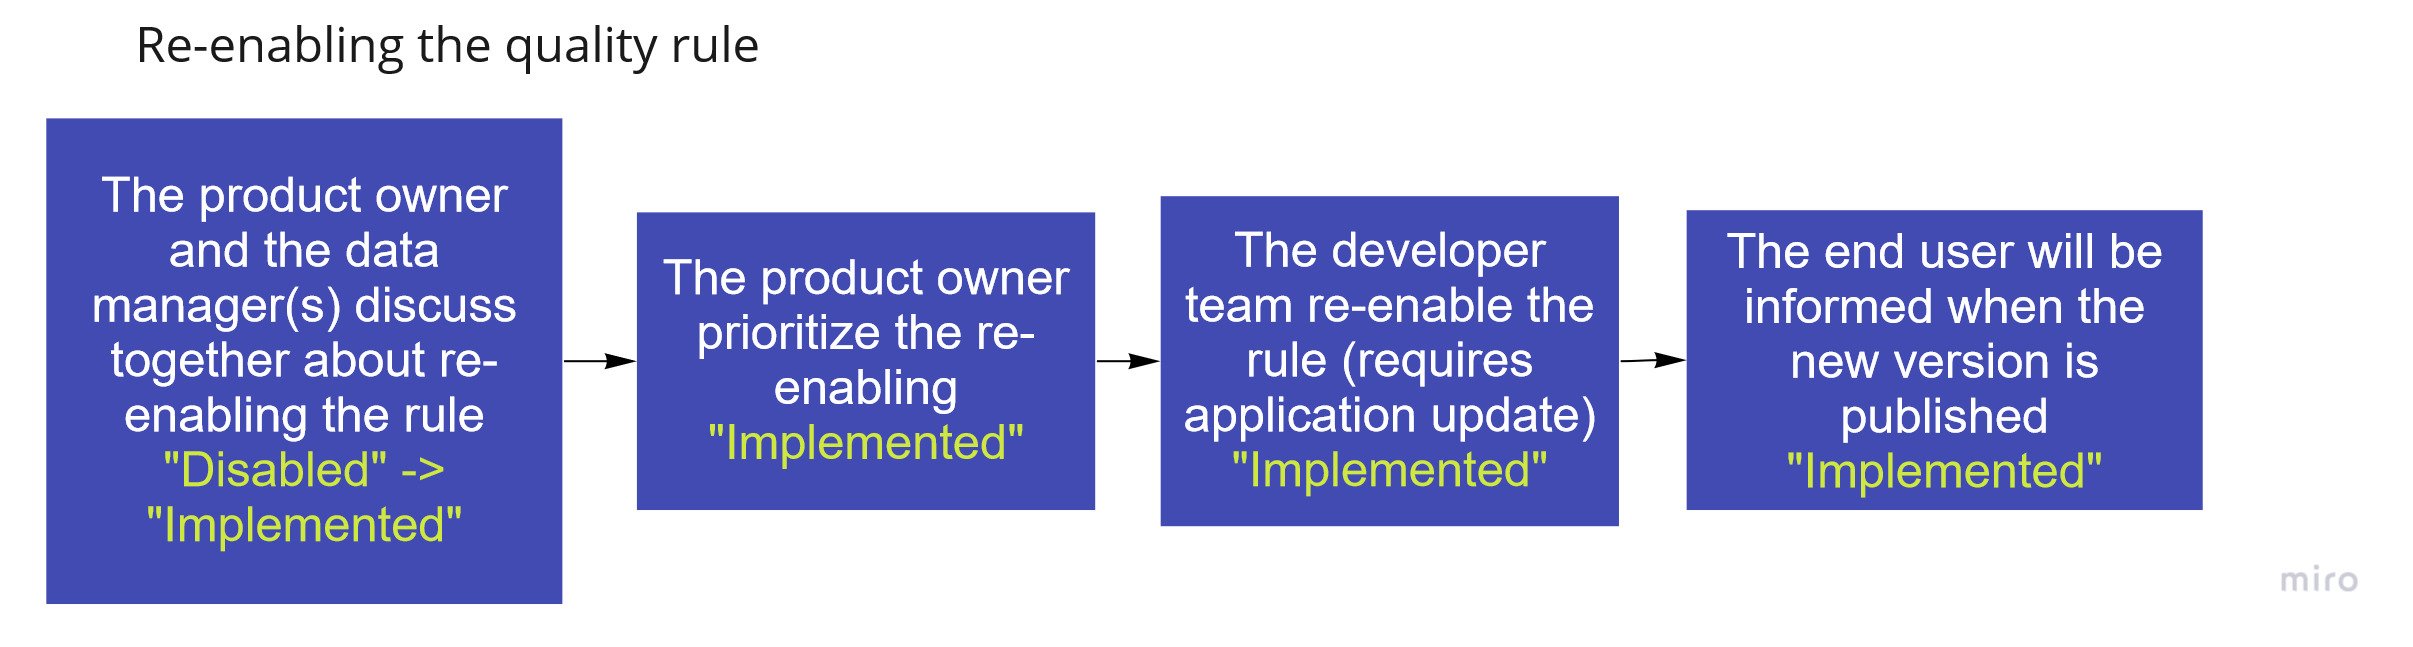 Re-enabling the quality rule
The product owner
and the data
manager(s) discuss
together about re-
enabling the rule
"Disabled" ->
"Implemented"
The product owner
prioritize the re-
enabling
"Implemented"
The developer
team re-enable the
rule (requires
application update)
"Implemented"
The end user will be
informed when the
new version is
published
"Implemented"
miro